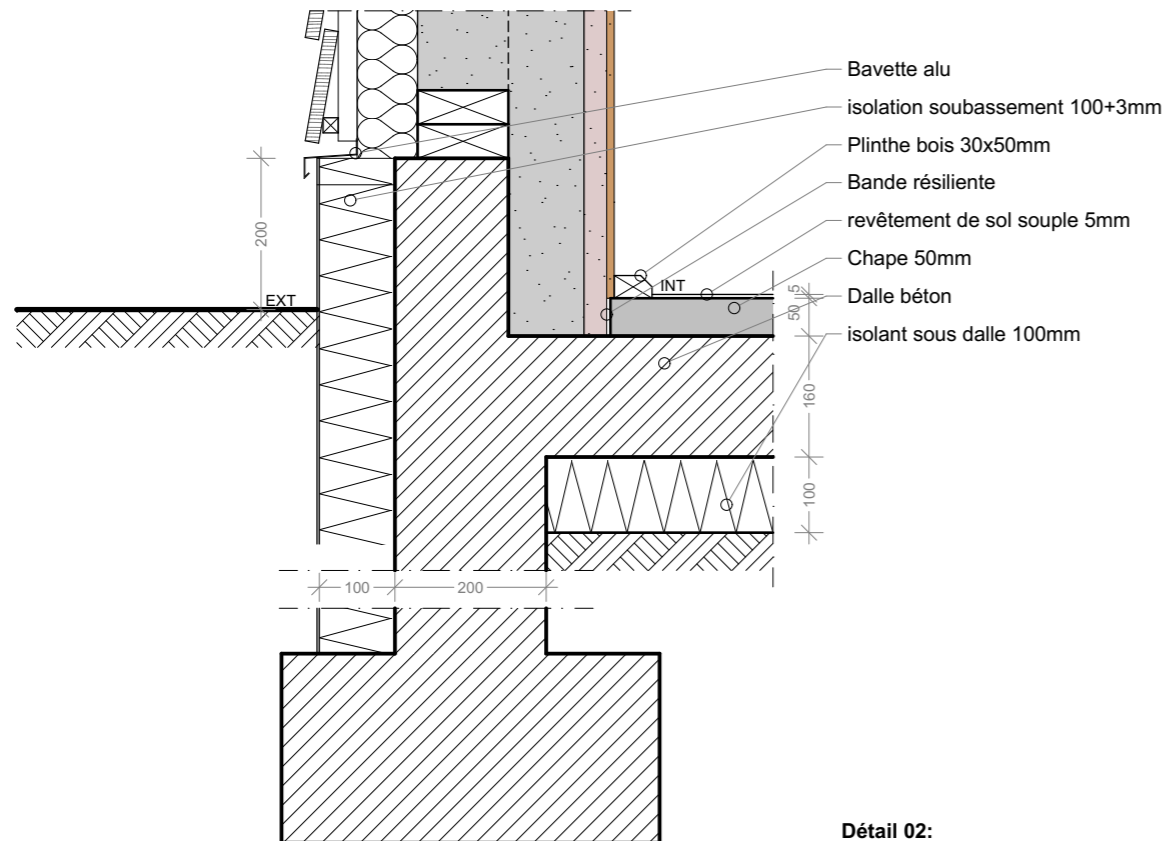 Bavette alu
isolation soubassement 100+3mm
Plinthe bois 30x50mm
Bande résiliente
revêtement de sol souple 5mm
Chape 50mm
Dalle béton
isolant sous dalle 100mm
200
EXT
INT
5
50
160
100
100
200
Détail 02: